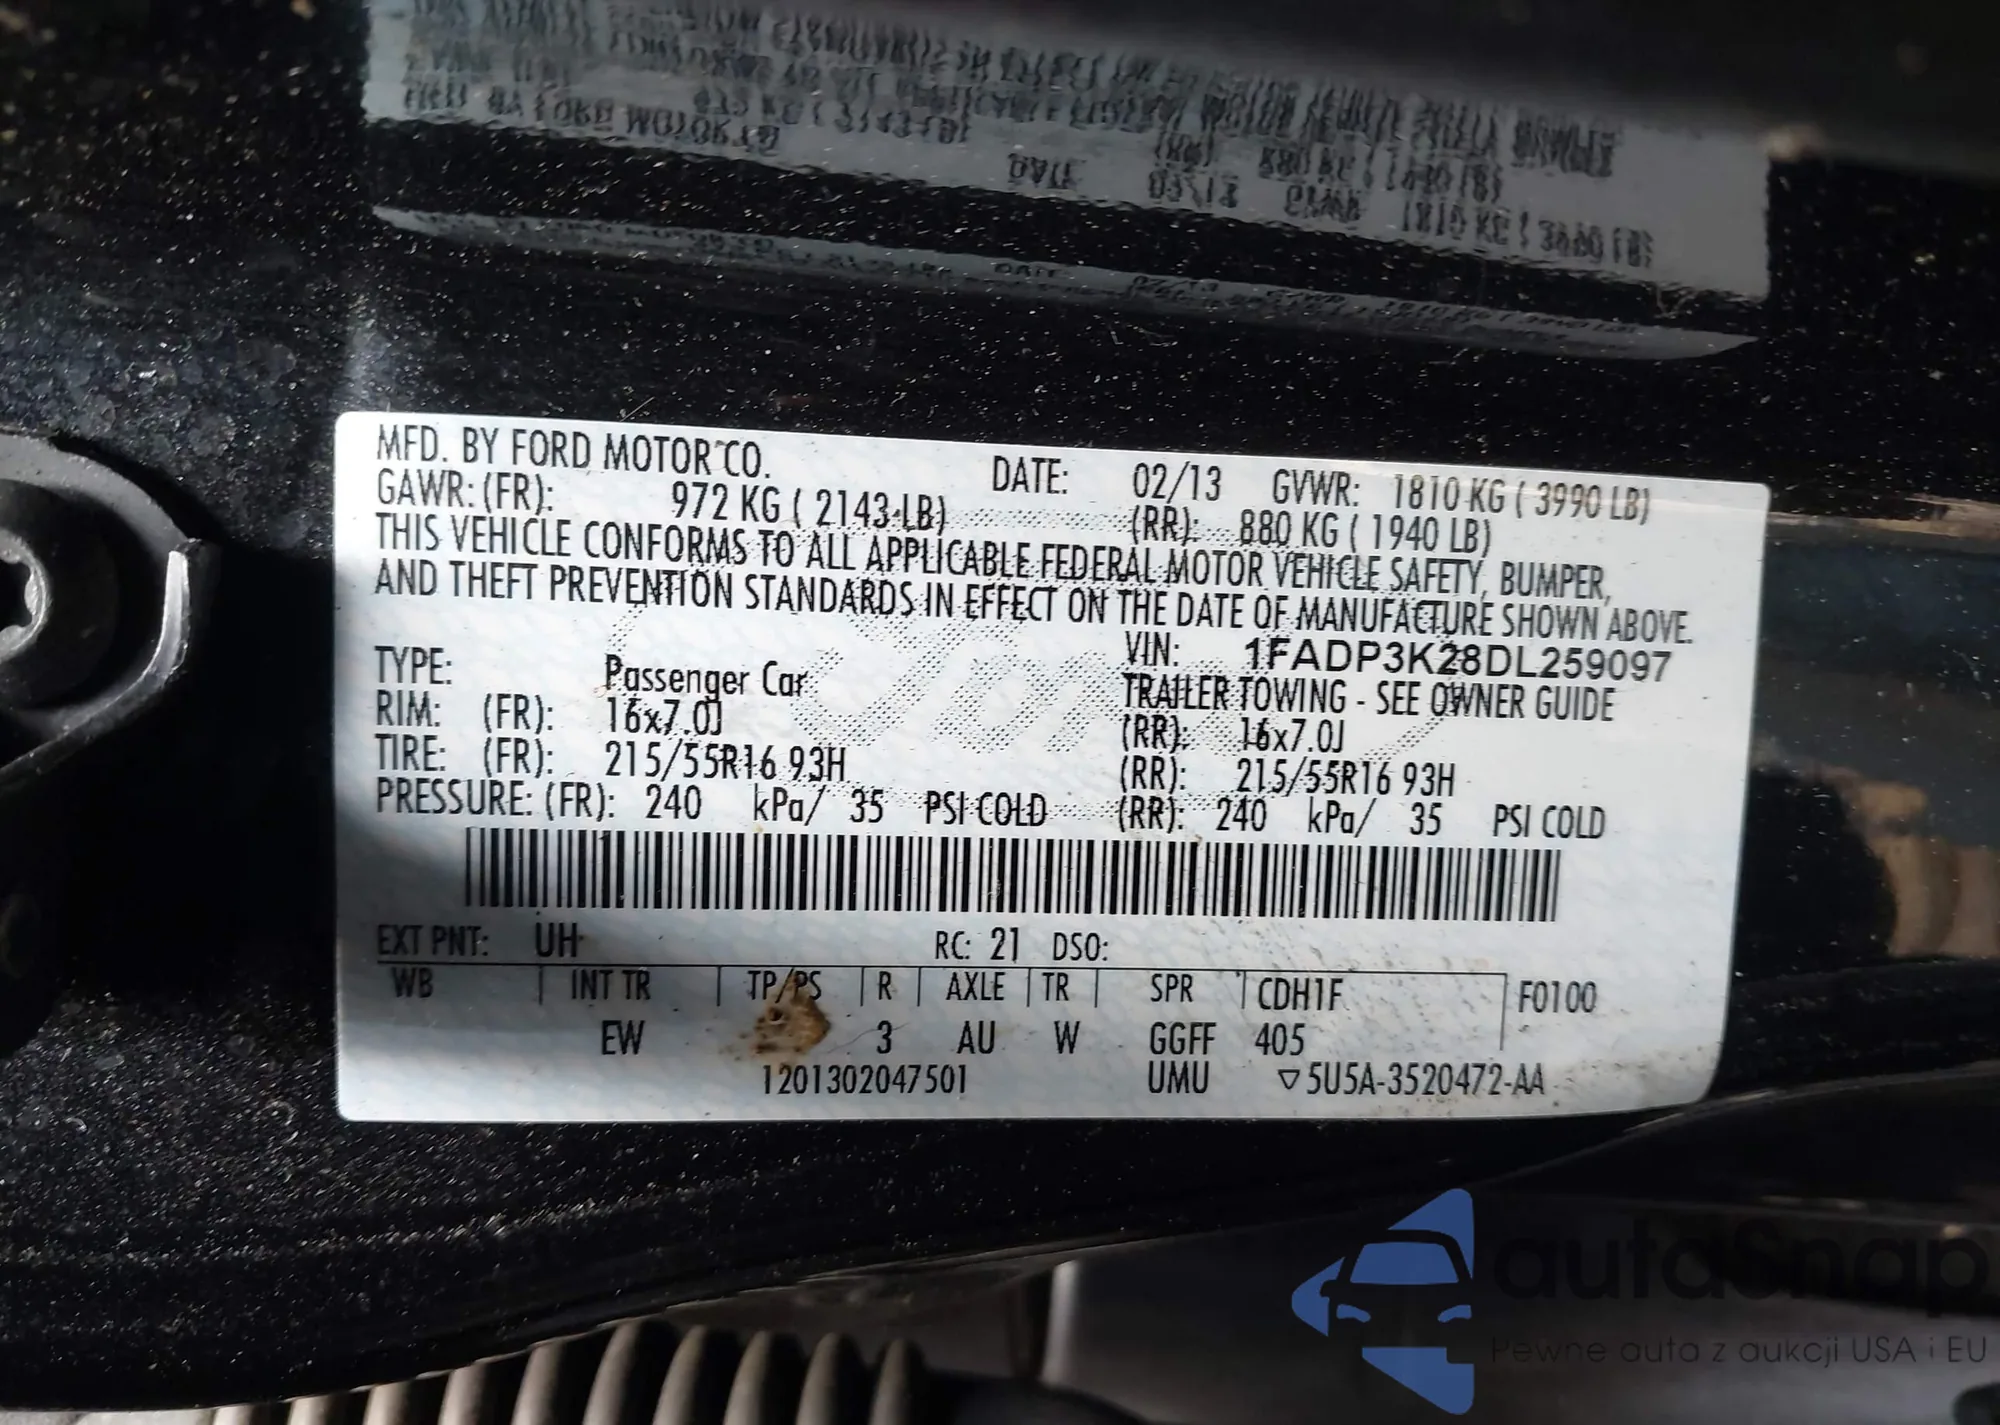 MFD. BY FORD MOTOR CO. DATE: 02/13 GVWR: 1810 KG ( 3990 LB)
GAWR: (FR): 972 KG ( 2143 LB) (RR): 880 KG ( 1940 LB)
THIS VEHICLE CONFORMS TO ALL APPLICABLE FEDERAL MOTOR VEHICLE SAFETY, BUMPER,
AND THEFT PREVENTION STANDARDS IN EFFECT ON THE DATE OF MANUFACTURE SHOWN ABOVE.
VIN: 1FADP3K28DL259097
TYPE: Passenger Car TRAILER TOWING - SEE OWNER GUIDE
RIM: (FR): 16x7.0J (RR): 16x7.0J
TIRE: (FR): 215/55R16 93H (RR): 215/55R16 93H
PRESSURE: (FR): 240 kPa/ 35 PSI COLD (RR): 240 kPa/ 35 PSI COLD
EXT PNT: UH RC: 21 DSO:
WB | INT TR | TP/PS | R | AXLE | TR | SPR | CDH1F F0100
EW 3 AU W GGFF 405
1201302047501 UMU ▽5U5A-3520472-AA
autoSnap
Pewne auta z aukcji USA i EU